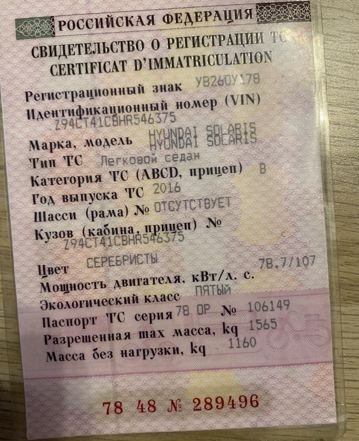 РОССИЙСКАЯ ФЕДЕРАЦИЯ
СВИДЕТЕЛЬСТВО О РЕГИСТРАЦИИ ТС
CERTIFICAT D'IMMATRICULATION
Регистрационный знак УВ260У178
Идентификационный номер (VIN)
Z94CT41CBHR546375
Марка, модель HYUNDAI SOLARIS
HYUNDAI SOLARIS
Тип ТС Легковой седан
Категория ТС (ABCD, прицеп) B
Год выпуска ТС 2016
Шасси (рама) № ОТСУТСТВУЕТ
Кузов (кабина, прицеп) №
Z94CT41CBHR546375
Цвет СЕРЕБРИСТЫ
Мощность двигателя, кВт/л. с. 78.7/107
Экологический класс ПЯТЫЙ
Паспорт ТС серия 78 ОР № 106149
Разрешенная max масса, kg 1565
Масса без нагрузки, kg 1160
78 48 № 289496